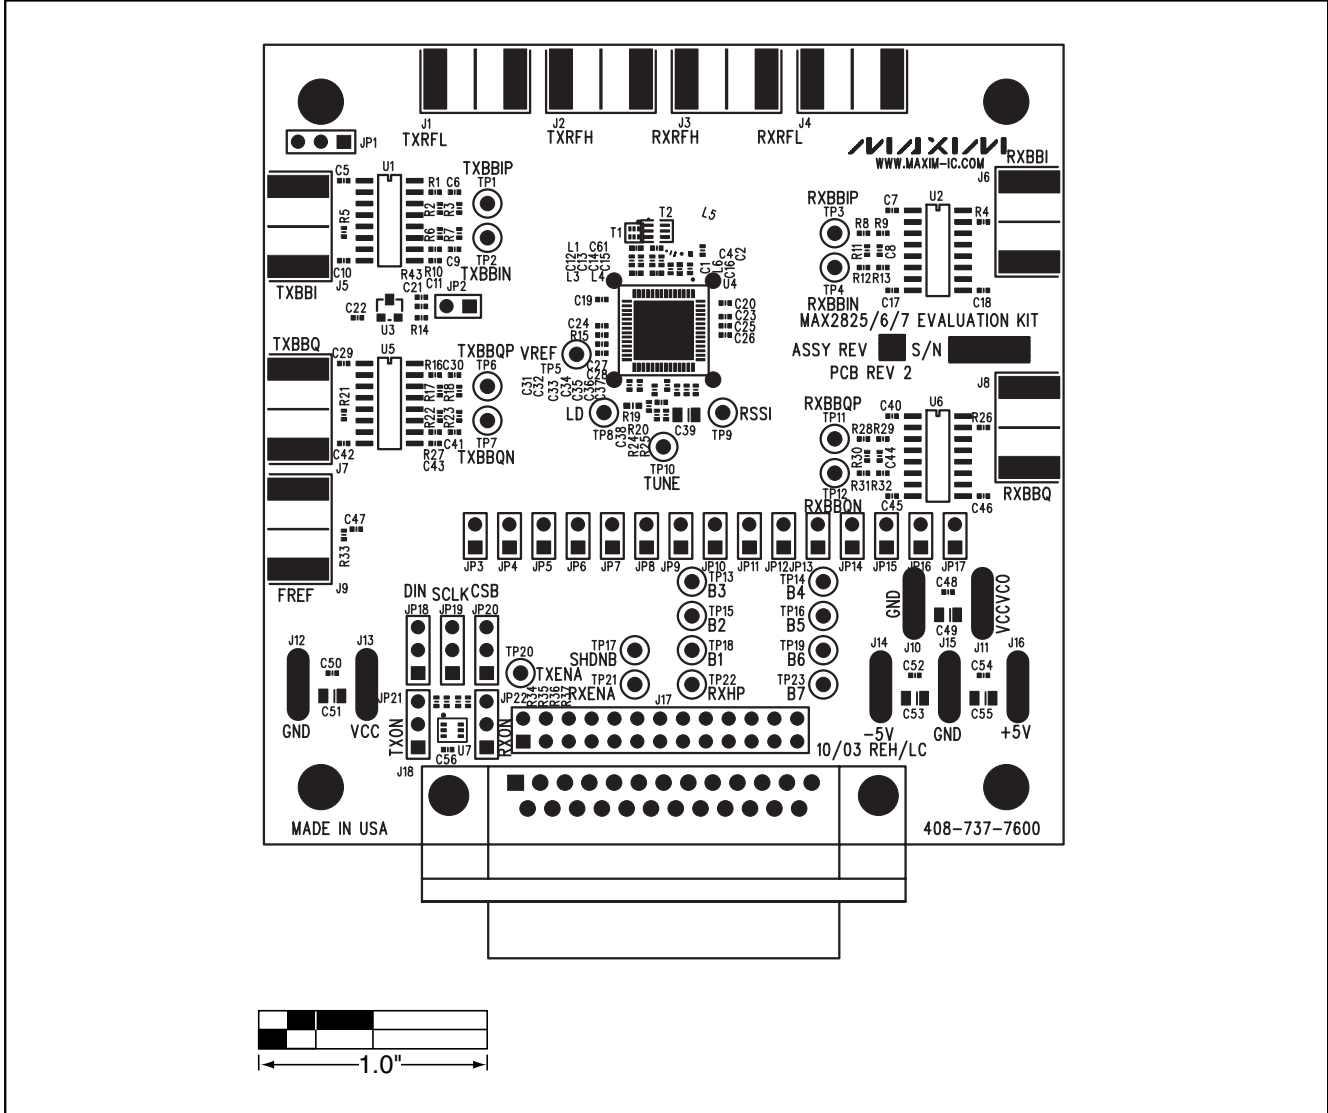 J1
TXRFL
J2
TXRFH
J3
RXRFH
RXRFL
J4
JP1
MAXIM
WWW.MAXIM-IC.COM
RXBBI
J6
C5
U1
R1 C6
TXBBIP
TP1
R5
R2
R3
R6
R7
TP2
TXBBIN
C10
J5
TXBBI
R43
R10
C9
C11
C21
JP2
C22
U3
R14
T1
T2
L5
L1
C12
L3
C13
C14
L4
C61
C15
C1
L6
C4
C16
C2
U4
RXBBIP
TP3
C7
U2
R4
R8 R9
R11
C8
R12 R13
TP4
RXBBIN
C17
C18
C19
C20
C23
C25
C26
C24
R15
MAX2825/6/7 EVALUATION KIT
ASSY REV
S/N
PCB REV 2
TXBBQ
C29
U5
R16 C30
TXBBQP
TP6
R21
R17
R18
R22
R23
TP7
TXBBQN
C42
J7
C41
R27
C43
VREF
TP5
C27
C28
C31
C32
C33
C34
C35
C36
C37
LD
TP8
R19
R20
C38
R24
R25
C39
TP9
RSSI
TP10
TUNE
J8
RXBBQP
TP11
C40
U6
R26
R28 R29
R30
C44
R31 R32
TP12
RXBBQN
C45
C46
RXBBQ
C47
R33
J9
FREF
JP3
JP4
JP5
JP6
JP7
JP8
JP9
JP10
JP11
JP12
JP13
JP14
JP15
JP16
JP17
DIN
SCLK
CSB
JP18
JP19
JP20
TP13
B3
TP14
B4
TP15
B2
TP16
B5
TP17
SHDNB
TP18
B1
TP19
B6
TP20
TXENA
TP21
RXENA
TP22
RXHP
TP23
B7
GND
J10
C48
C49
VCCVCO
J11
J12
J13
C50
C51
GND
VCC
JP21
TXON
JP22
RXON
U7
C56
J18
R34
R35
R36
R37
J17
J14
J15
J16
C52
C53
C54
C55
-5V
GND
+5V
10/03 REH/LC
MADE IN USA
408-737-7600
1.0"